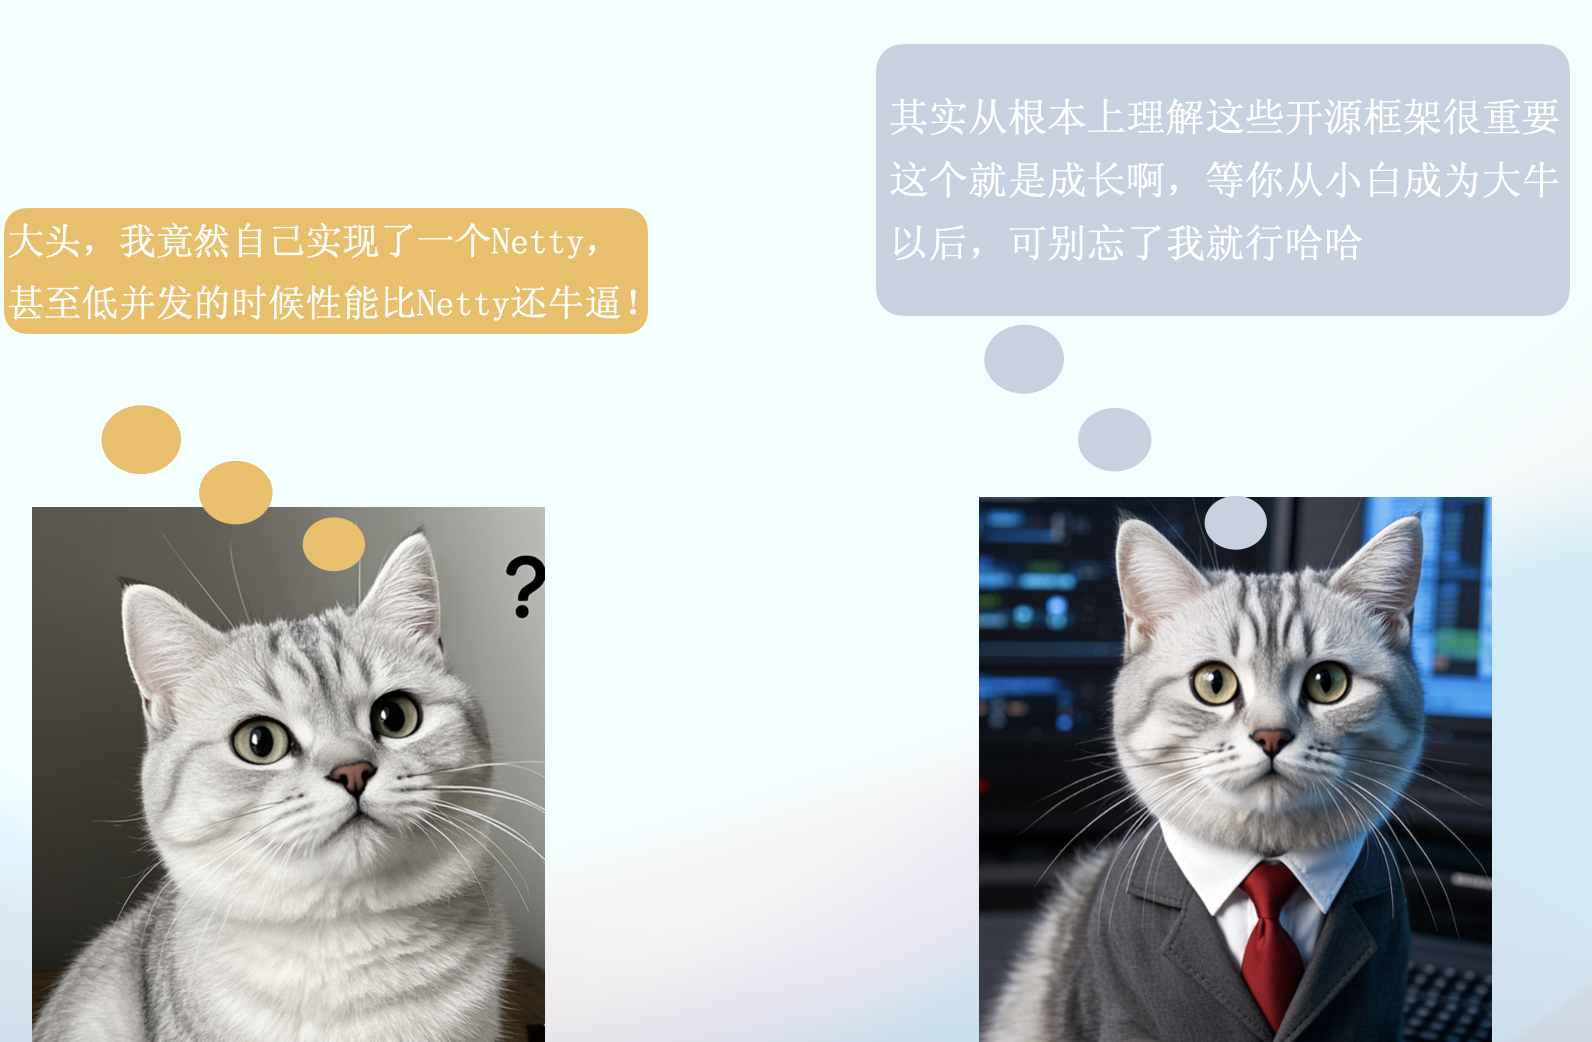 大头，我竟然自己实现了一个Netty，
甚至低并发的时候性能比Netty还牛逼！
其实从根本上理解这些开源框架很重要
这个就是成长啊，等你从小白成为大牛
以后，可别忘了我就行哈哈
?